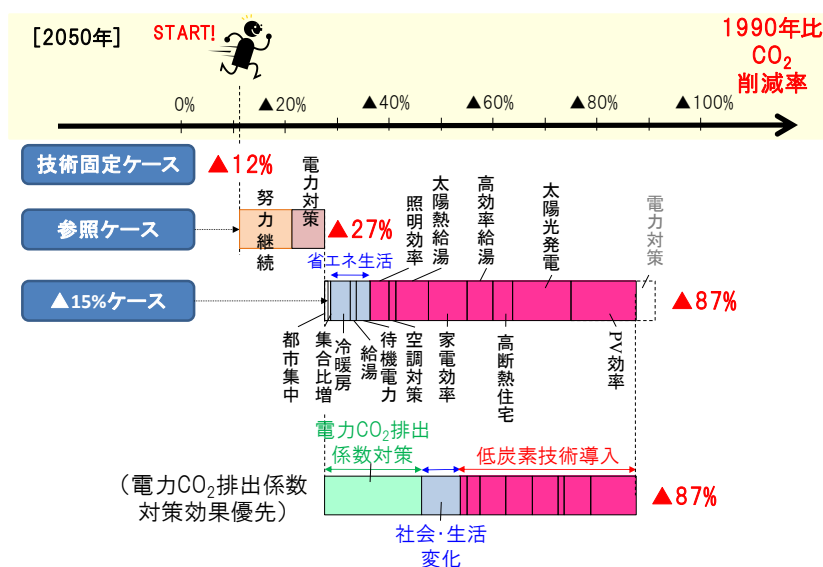 [2050年]
START!
1990年比
CO₂
削減率
0%
▲20%
▲40%
▲60%
▲80%
▲100%
技術固定ケース
▲12%
参照ケース
努力継続
電力対策
▲27%
省エネ生活
照明効率
太陽熱給湯
高効率給湯
太陽光発電
電力対策
▲15%ケース
▲87%
都市集中
集合比増
冷暖房
給湯
待機電力
空調対策
家電効率
高断熱住宅
PV効率
電力CO₂排出
係数対策
低炭素技術導入
(電力CO₂排出係数
対策効果優先)
▲87%
社会・生活
変化